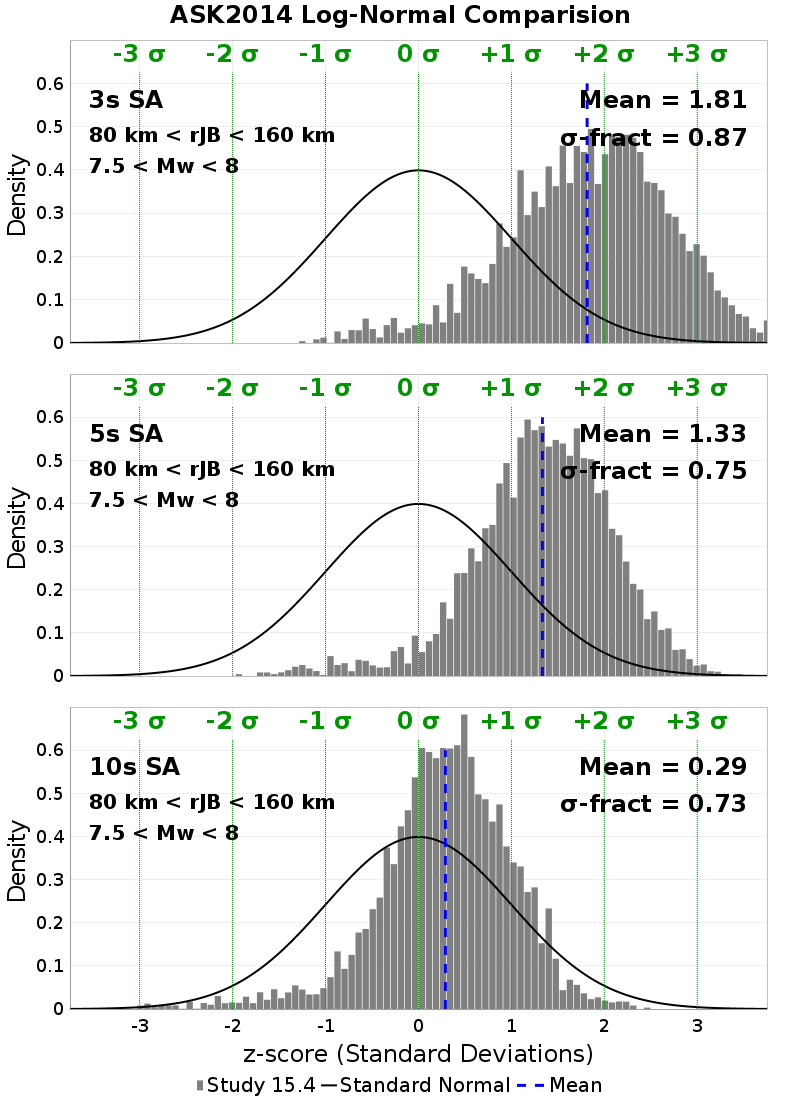 ASK2014 Log-Normal Comparision
-3 σ -2 σ -1 σ 0 σ +1 σ +2 σ +3 σ
3s SA Mean = 1.81
80 km < rJB < 160 km σ-fract = 0.87
7.5 < Mw < 8
Density
0.6
0.5
0.4
0.3
0.2
0.1
0
-3 σ -2 σ -1 σ 0 σ +1 σ +2 σ +3 σ
5s SA Mean = 1.33
80 km < rJB < 160 km σ-fract = 0.75
7.5 < Mw < 8
Density
0.6
0.5
0.4
0.3
0.2
0.1
0
-3 σ -2 σ -1 σ 0 σ +1 σ +2 σ +3 σ
10s SA Mean = 0.29
80 km < rJB < 160 km σ-fract = 0.73
7.5 < Mw < 8
Density
0.6
0.5
0.4
0.3
0.2
0.1
0
-3 -2 -1 0 1 2 3
z-score (Standard Deviations)
Study 15.4 Standard Normal Mean